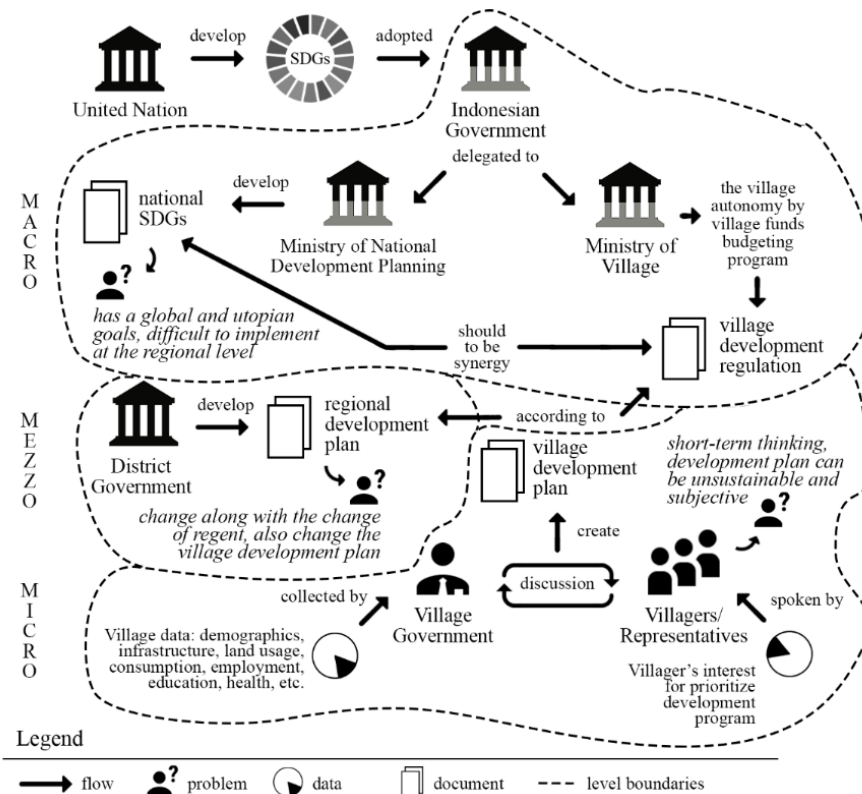 develop
SDGs
adopted
United Nation
Indonesian
Government
delegated to
MACRO
national
SDGs
develop
Ministry of National
Development Planning
Ministry of
Village
the village
autonomy by
village funds
budgeting
program
has a global and utopian
goals, difficult to implement
at the regional level
should
to be
synergy
village
development
regulation
MEZZO
develop
District
Government
regional
development
plan
according to
village
development
plan
short-term thinking,
development plan can
be unsustainable and
subjective
change along with the change
of regent, also change the
village development plan
create
MICRO
collected by
Village
Government
discussion
Villagers/
Representatives
spoken by
Village data: demographics,
infrastructure, land usage,
consumption, employment,
education, health, etc.
Villager's interest
for prioritize
development
program
Legend
flow
? problem
data
document
level boundaries